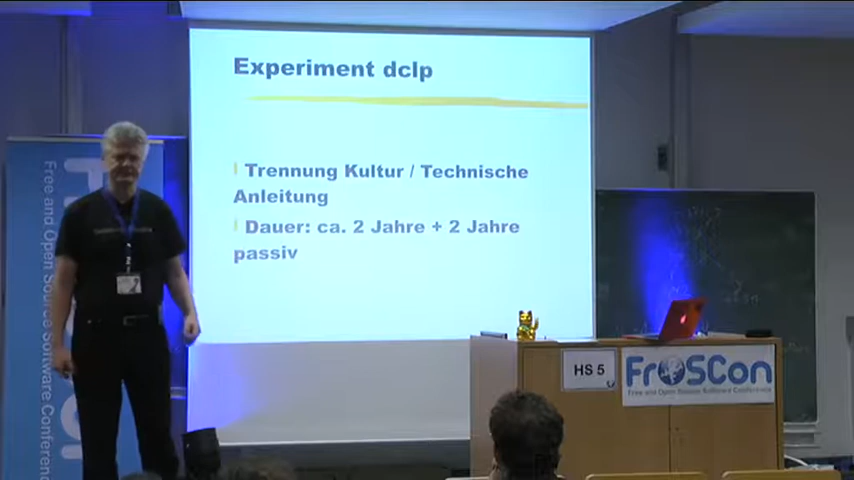 Experiment dclp
Trennung Kultur / Technische
Anleitung
Dauer: ca. 2 Jahre + 2 Jahre
passiv
HS 5
FrOSCon
Free and Open Source Software Conference
Free and Open Source Software Conference